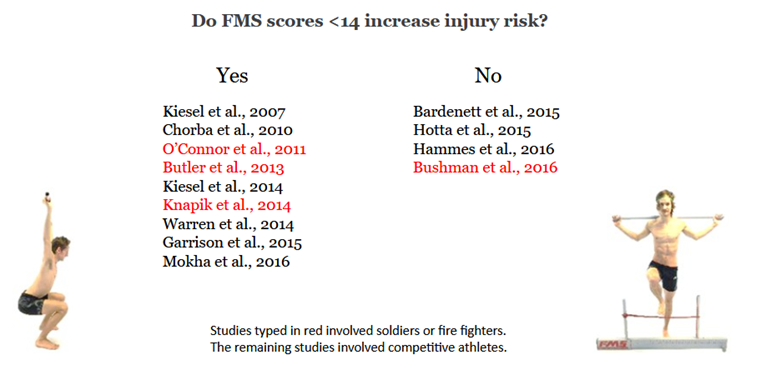 Do FMS scores <14 increase injury risk?
Yes
Kiesel et al., 2007
Chorba et al., 2010
O'Connor et al., 2011
Butler et al., 2013
Kiesel et al., 2014
Knapik et al., 2014
Warren et al., 2014
Garrison et al., 2015
Mokha et al., 2016
No
Bardenett et al., 2015
Hotta et al., 2015
Hammes et al., 2016
Bushman et al., 2016
FMS
Studies typed in red involved soldiers or fire fighters.
The remaining studies involved competitive athletes.